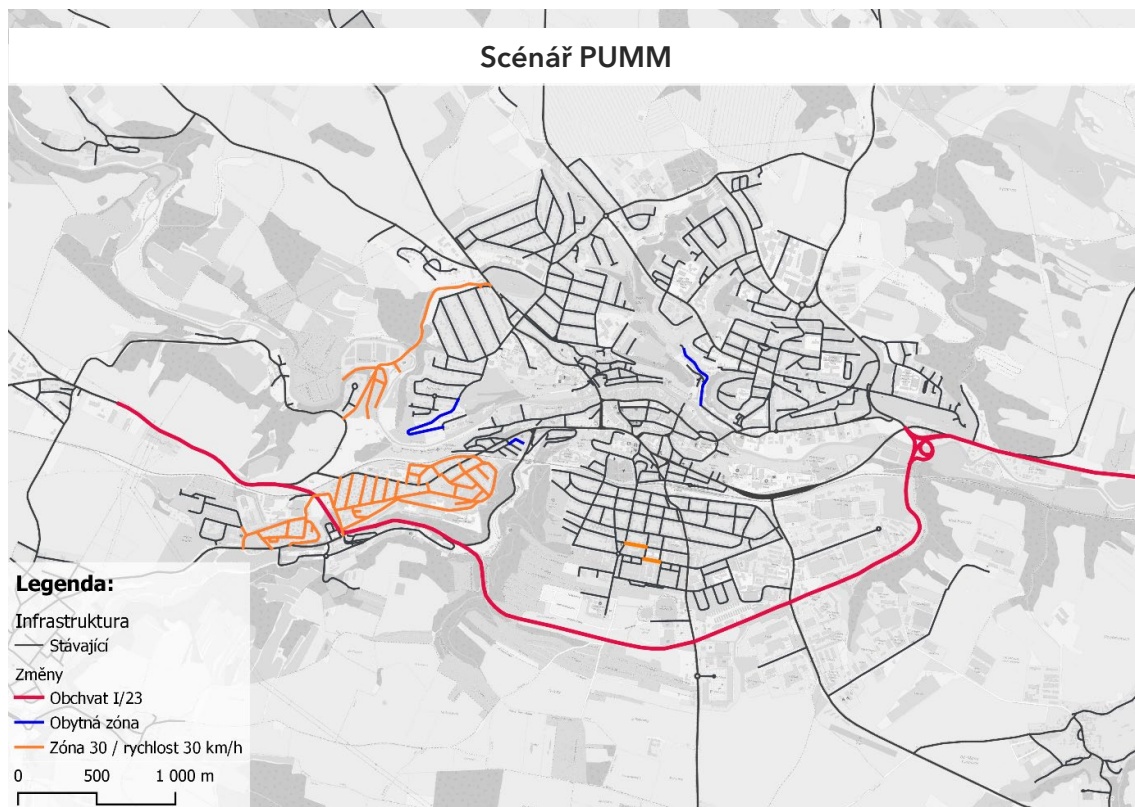 Scénář PUMM
Legenda:
Infrastruktura
Stávající
Změny
Obchvat I/23
Obytná zóna
Zóna 30 / rychlost 30 km/h
0 500 1 000 m